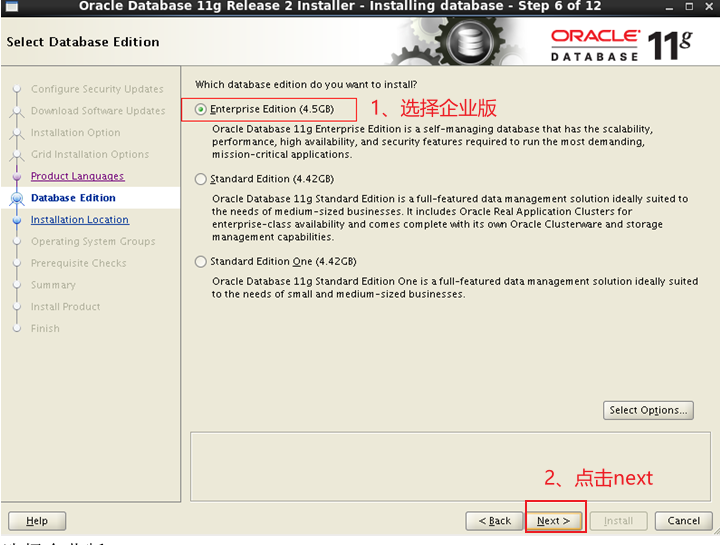 Oracle Database 11g Release 2 Installer - Installing database - Step 6 of 12
Select Database Edition
ORACLE
DATABASE 11g
Configure Security Updates
Download Software Updates
Installation Option
Grid Installation Options
Product Languages
Database Edition
Installation Location
Operating System Groups
Prerequisite Checks
Summary
Install Product
Finish
Which database edition do you want to install?
Enterprise Edition (4.5GB)
1、选择企业版
Oracle Database 11g Enterprise Edition is a self-managing database that has the scalability,
performance, high availability, and security features required to run the most demanding,
mission-critical applications.
Standard Edition (4.42GB)
Oracle Database 11g Standard Edition is a full-featured data management solution ideally suited to
the needs of medium-sized businesses. It includes Oracle Real Application Clusters for
enterprise-class availability and comes complete with its own Oracle Clusterware and storage
management capabilities.
Standard Edition One (4.42GB)
Oracle Database 11g Standard Edition One is a full-featured data management solution ideally suited
to the needs of small and medium-sized businesses.
Select Options...
2、点击next
Help
< Back
Next >
Install
Cancel